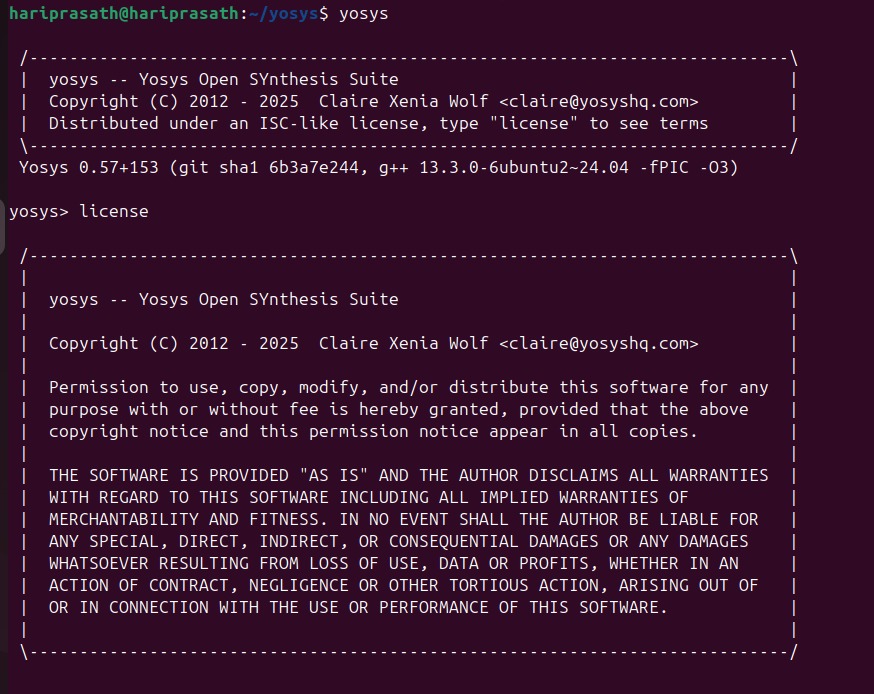 hariprasath@hariprasath:~/yosys$ yosys
/----------------------------------------------------------------------------\
|  yosys -- Yosys Open SYnthesis Suite                                       |
|  Copyright (C) 2012 - 2025  Claire Xenia Wolf <claire@yosyshq.com>         |
|  Distributed under an ISC-like license, type "license" to see terms        |
\----------------------------------------------------------------------------/
Yosys 0.57+153 (git sha1 6b3a7e244, g++ 13.3.0-6ubuntu2~24.04 -fPIC -O3)
yosys> license
/----------------------------------------------------------------------------\
|                                                                            |
|  yosys -- Yosys Open SYnthesis Suite                                       |
|                                                                            |
|  Copyright (C) 2012 - 2025  Claire Xenia Wolf <claire@yosyshq.com>         |
|                                                                            |
|  Permission to use, copy, modify, and/or distribute this software for any  |
|  purpose with or without fee is hereby granted, provided that the above    |
|  copyright notice and this permission notice appear in all copies.         |
|                                                                            |
|  THE SOFTWARE IS PROVIDED "AS IS" AND THE AUTHOR DISCLAIMS ALL WARRANTIES  |
|  WITH REGARD TO THIS SOFTWARE INCLUDING ALL IMPLIED WARRANTIES OF          |
|  MERCHANTABILITY AND FITNESS. IN NO EVENT SHALL THE AUTHOR BE LIABLE FOR   |
|  ANY SPECIAL, DIRECT, INDIRECT, OR CONSEQUENTIAL DAMAGES OR ANY DAMAGES    |
|  WHATSOEVER RESULTING FROM LOSS OF USE, DATA OR PROFITS, WHETHER IN AN     |
|  ACTION OF CONTRACT, NEGLIGENCE OR OTHER TORTIOUS ACTION, ARISING OUT OF   |
|  OR IN CONNECTION WITH THE USE OR PERFORMANCE OF THIS SOFTWARE.            |
|                                                                            |
\----------------------------------------------------------------------------/